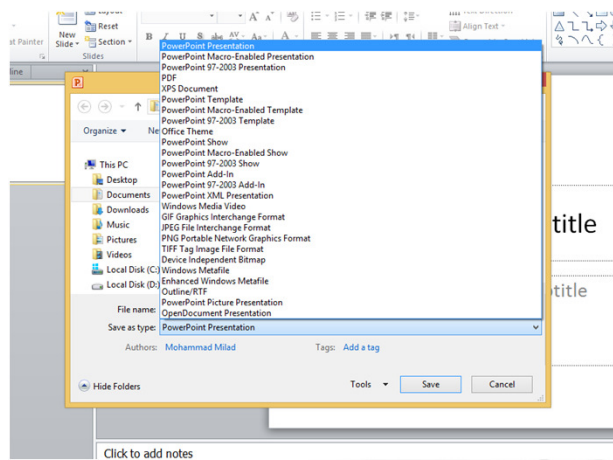 Layout
Reset
Align Text
at Painter
New
Slide
Section
B I U S abc AV Aa A
Slides
line
PowerPoint Presentation
PowerPoint Macro-Enabled Presentation
PowerPoint 97-2003 Presentation
PDF
XPS Document
PowerPoint Template
PowerPoint Macro-Enabled Template
PowerPoint 97-2003 Template
Office Theme
PowerPoint Show
PowerPoint Macro-Enabled Show
PowerPoint 97-2003 Show
PowerPoint Add-In
PowerPoint 97-2003 Add-In
PowerPoint XML Presentation
Windows Media Video
GIF Graphics Interchange Format
JPEG File Interchange Format
PNG Portable Network Graphics Format
TIFF Tag Image File Format
Device Independent Bitmap
Windows Metafile
Enhanced Windows Metafile
Outline/RTF
PowerPoint Picture Presentation
OpenDocument Presentation
Organize Ne
This PC
Desktop
Documents
Downloads
Music
Pictures
Videos
Local Disk (C:)
Local Disk (D:)
title
btitle
File name:
Save as type: PowerPoint Presentation
Authors: Mohammad Milad Tags: Add a tag
Hide Folders Tools Save Cancel
Click to add notes